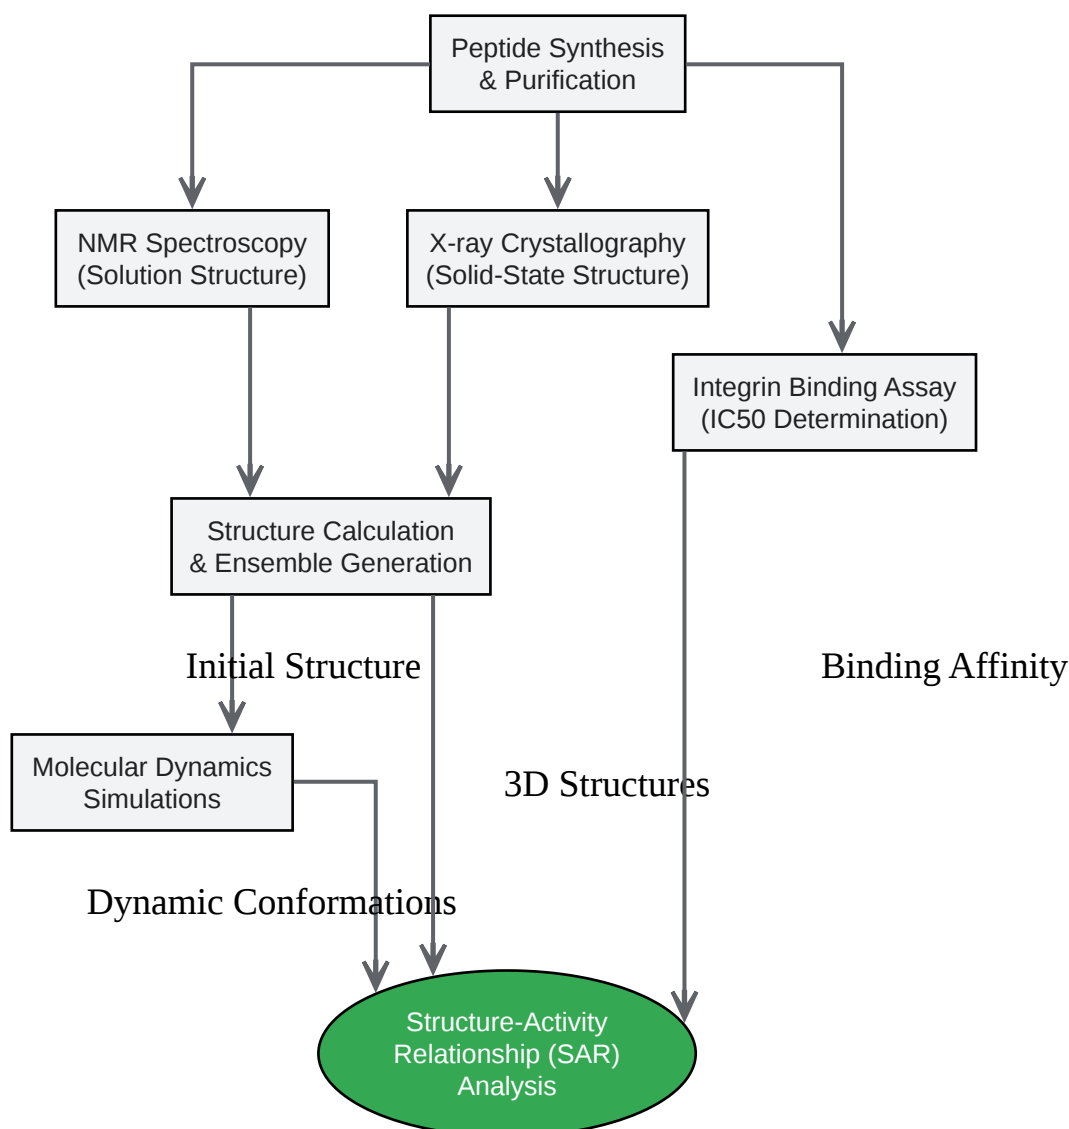 Peptide Synthesis
& Purification
NMR Spectroscopy
(Solution Structure)
X-ray Crystallography
(Solid-State Structure)
Integrin Binding Assay
(IC50 Determination)
Structure Calculation
& Ensemble Generation
Initial Structure
Binding Affinity
Molecular Dynamics
Simulations
3D Structures
Dynamic Conformations
Structure-Activity
Relationship (SAR)
Analysis